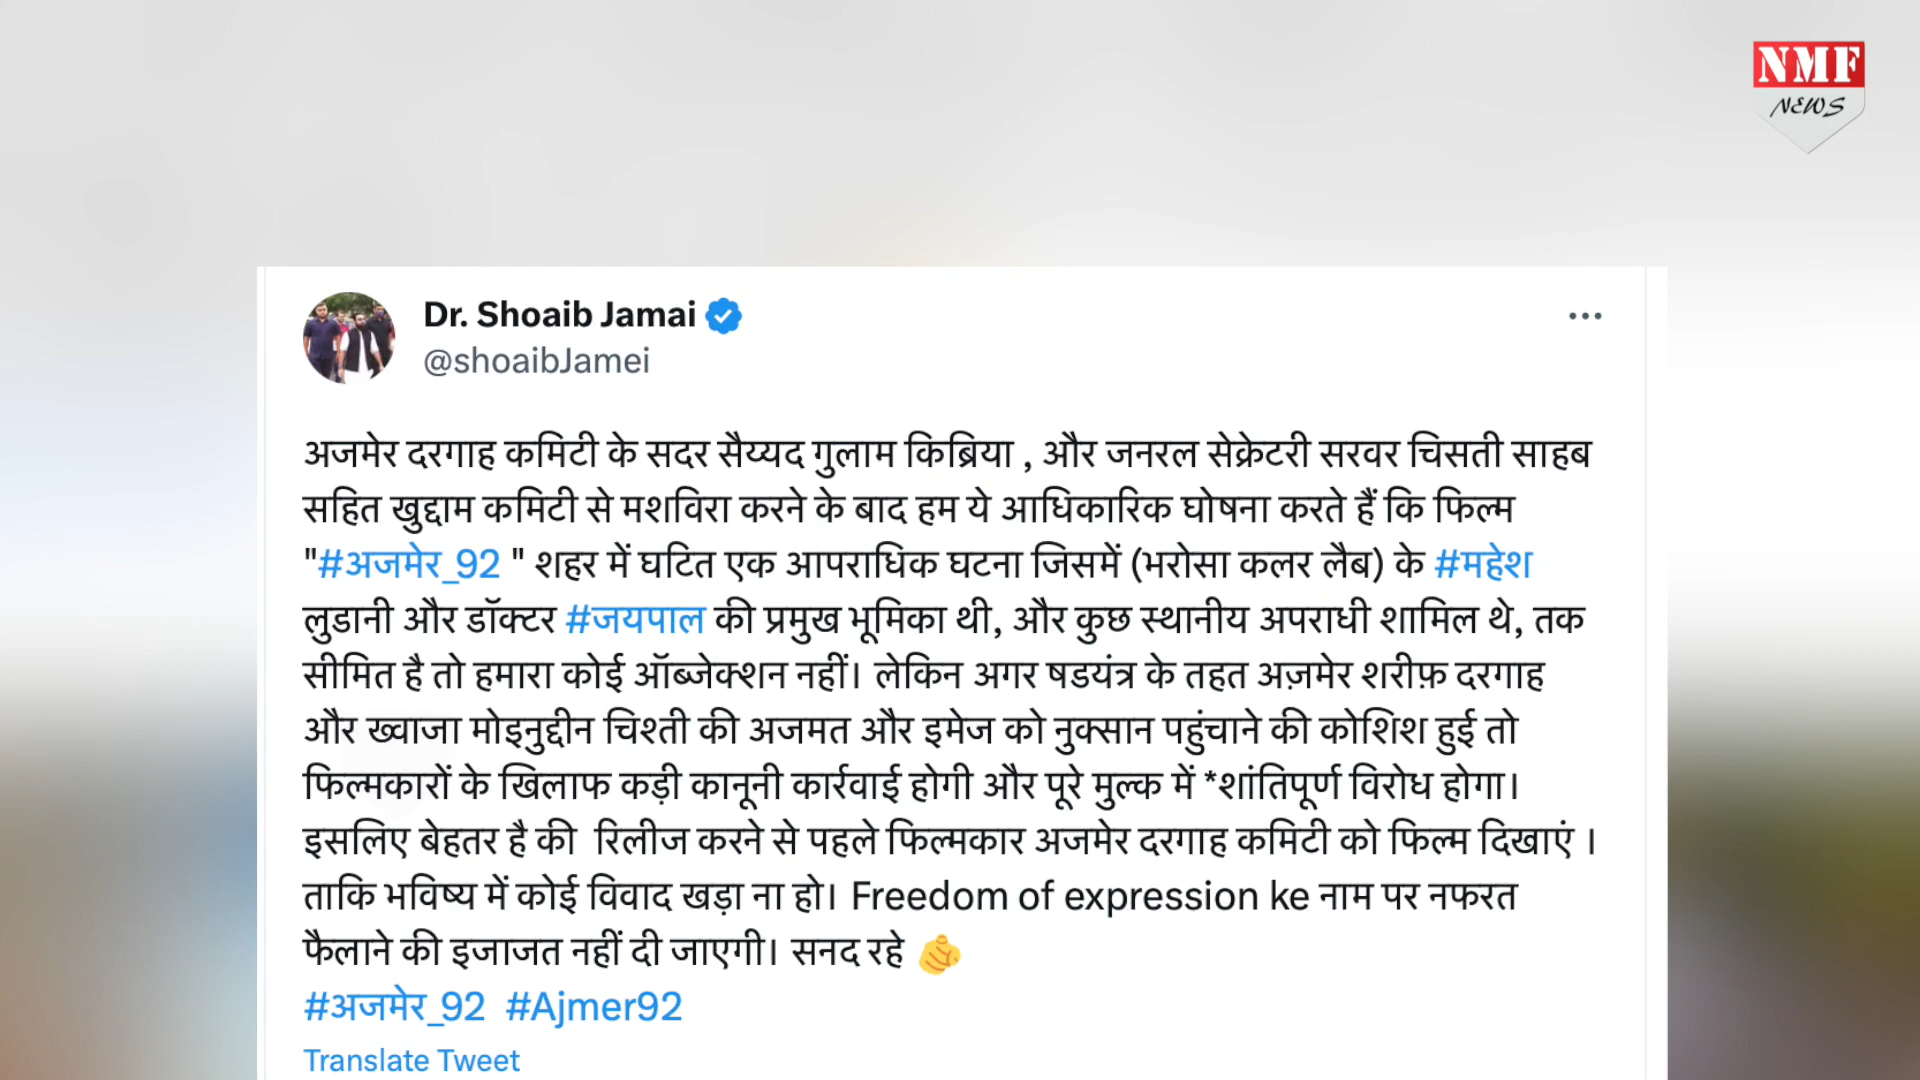 NMF
NEWS
Dr. Shoaib Jamai
@shoaibJamei
अजमेर दरगाह कमिटी के सदर सैय्यद गुलाम किब्रिया , और जनरल सेक्रेटरी सरवर चिसती साहब
सहित खुद्दाम कमिटी से मशविरा करने के बाद हम ये आधिकारिक घोषना करते हैं कि फिल्म
"#अजमेर_92 " शहर में घटित एक आपराधिक घटना जिसमें (भरोसा कलर लैब) के #महेश
लुडानी और डॉक्टर #जयपाल की प्रमुख भूमिका थी, और कुछ स्थानीय अपराधी शामिल थे, तक
सीमित है तो हमारा कोई ऑब्जेक्शन नहीं। लेकिन अगर षडयंत्र के तहत अज़मेर शरीफ़ दरगाह
और ख्वाजा मोइनुद्दीन चिश्ती की अजमत और इमेज को नुक्सान पहुंचाने की कोशिश हुई तो
फिल्मकारों के खिलाफ कड़ी कानूनी कार्रवाई होगी और पूरे मुल्क में *शांतिपूर्ण विरोध होगा।
इसलिए बेहतर है की रिलीज करने से पहले फिल्मकार अजमेर दरगाह कमिटी को फिल्म दिखाएं ।
ताकि भविष्य में कोई विवाद खड़ा ना हो। Freedom of expression ke नाम पर नफरत
फैलाने की इजाजत नहीं दी जाएगी। सनद रहे
#अजमेर_92 #Ajmer92
Translate Tweet